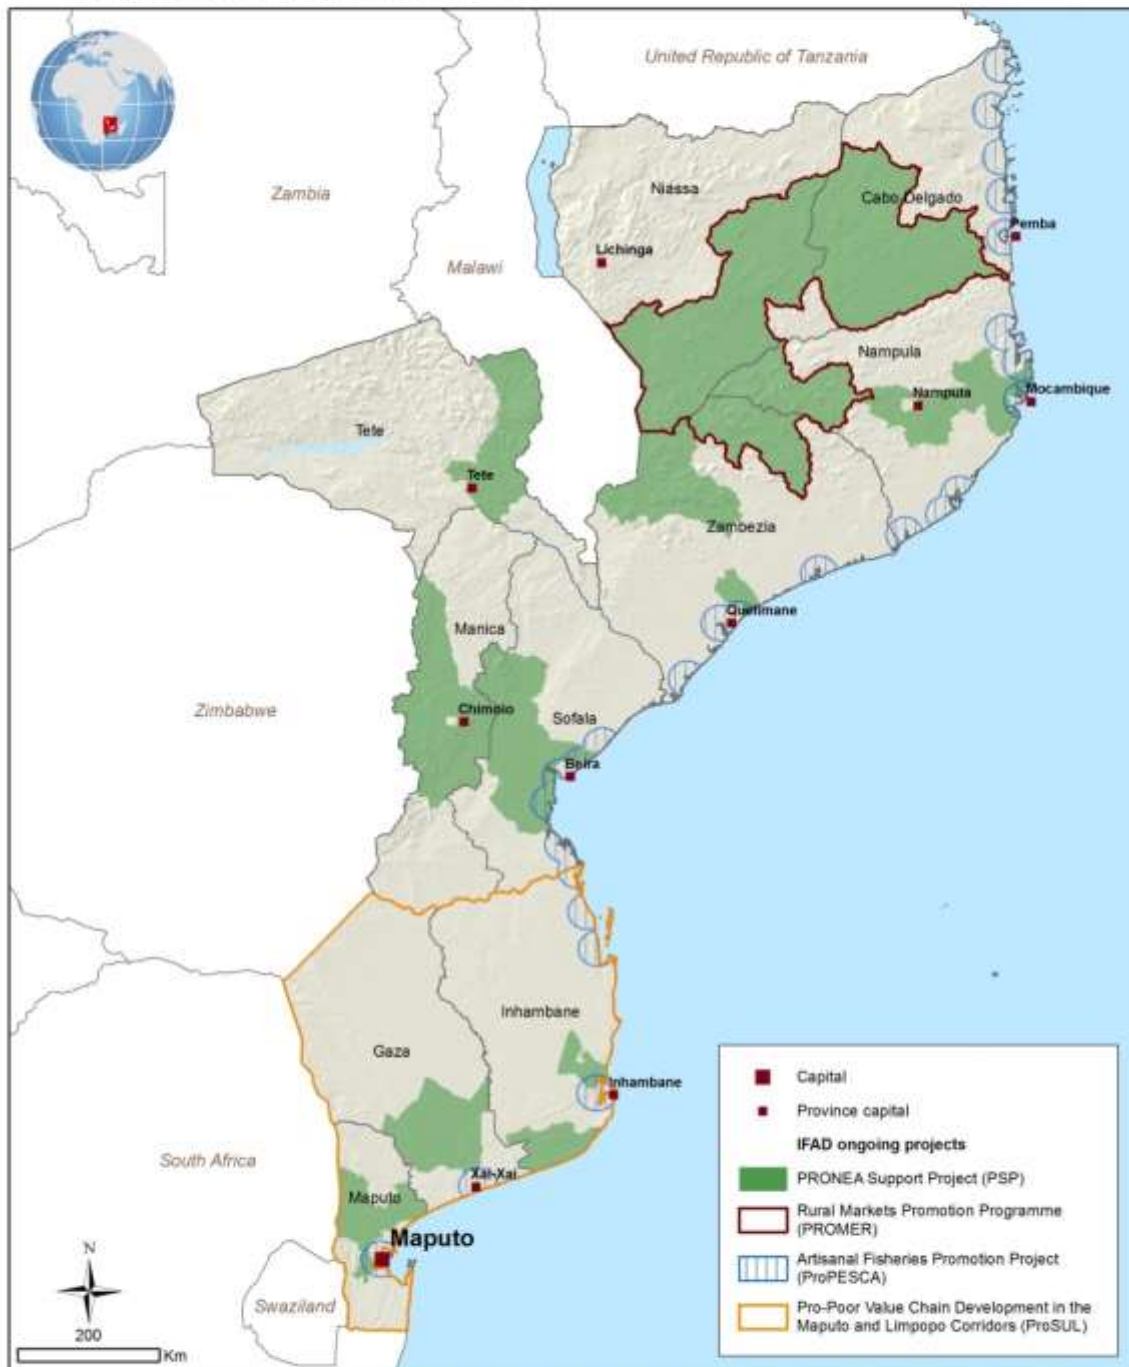 United Republic of Tanzania
Zambia
Niassa
Cabo Delgado
Pemba
Lichinga
Malawi
Nampula
Nampula
Mocambique
Tete
Tete
Zambezia
Quelimane
Manica
Zimbabwe
Chimoio
Sofala
Beira
Inhambane
Gaza
Inhambane
South Africa
Xai-Xai
Maputo
Maputo
Swaziland
N
200
Km
Capital
Province capital
IFAD ongoing projects
PRONEA Support Project (PSP)
Rural Markets Promotion Programme
(PROMER)
Artisanal Fisheries Promotion Project
(ProPESCA)
Pro-Poor Value Chain Development in the
Maputo and Limpopo Corridors (ProSUL)